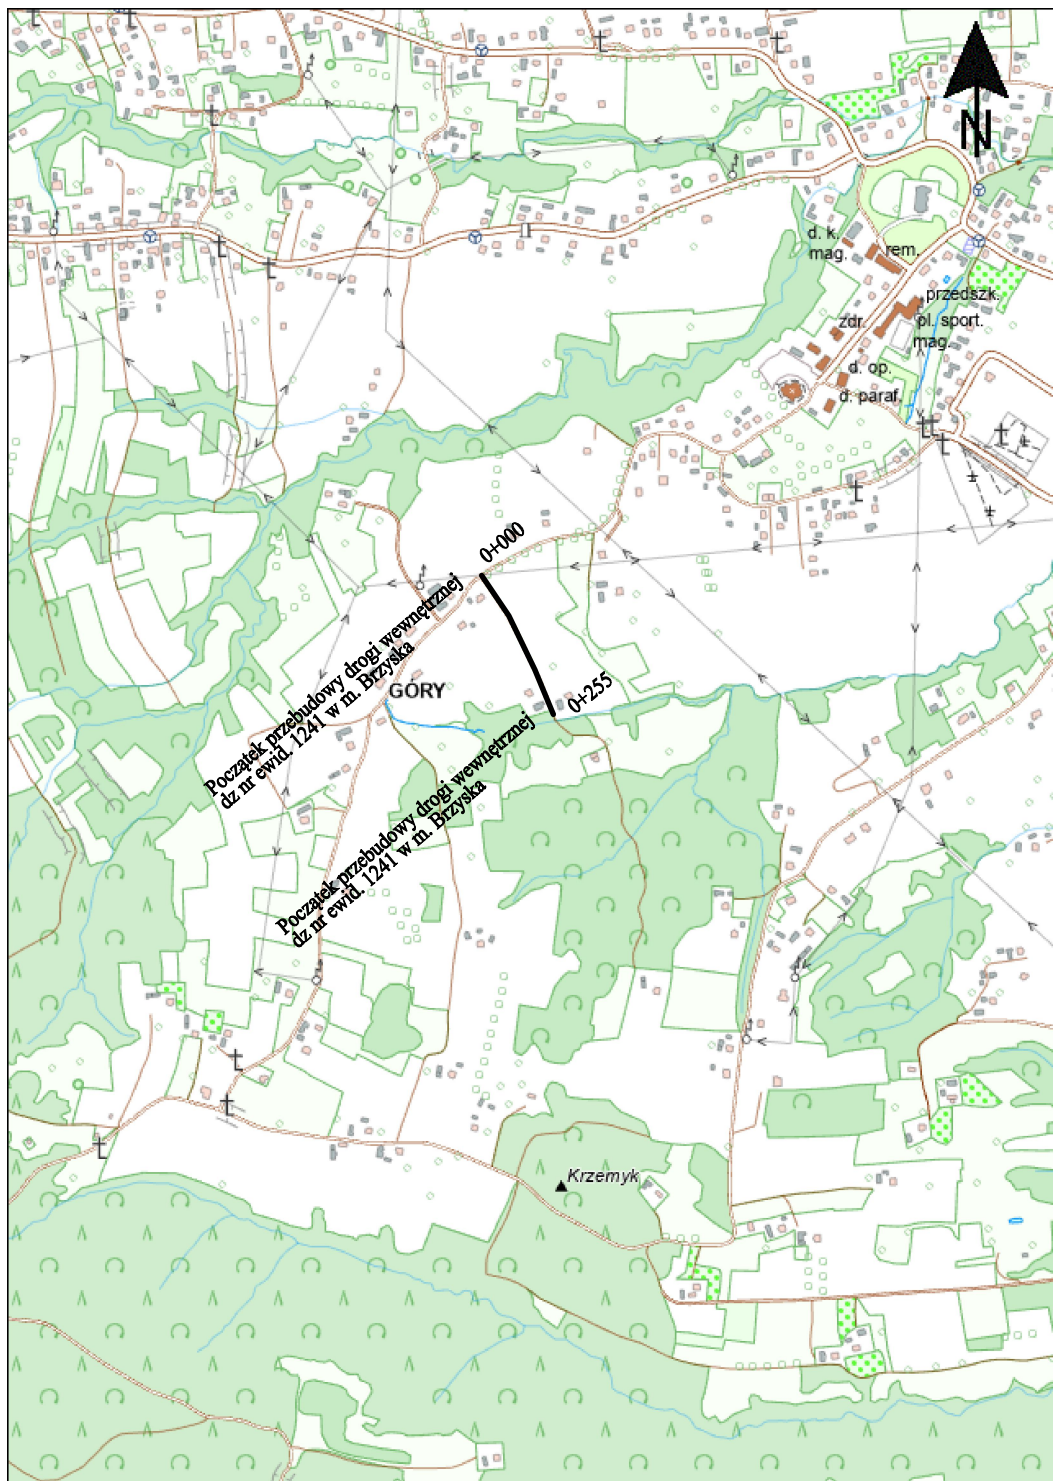 N
d. k.
mag.
rem.
przedszk.
zdr.
pl. sport.
mag.
d. op.
d. paraf.
0+000
Początek przebudowy drogi wewnętrznej
dz nr ewid. 1241 w m. Brzyska
GÓRY
0+255
Początek przebudowy drogi wewnętrznej
dz nr ewid. 1241 w m. Brzyska
Krzemyk